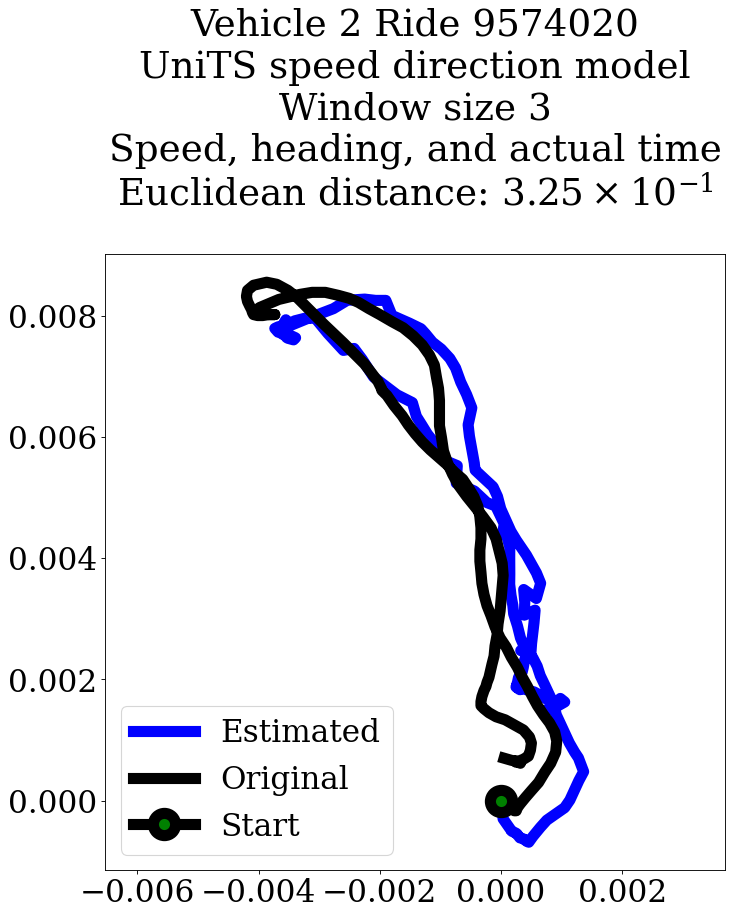 Vehicle 2 Ride 9574020
UniTS speed direction model
Window size 3
Speed, heading, and actual time
Euclidean distance: 3.25 × 10⁻¹
0.008
0.006
0.004
0.002
0.000
Estimated
Original
Start
−0.006 −0.004 −0.002 0.000 0.002